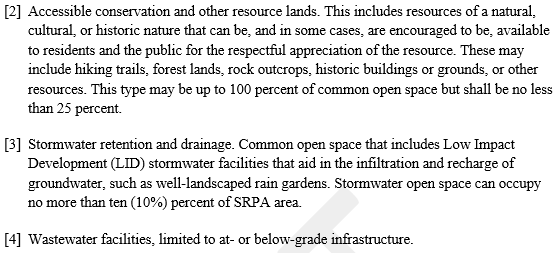 [2] Accessible conservation and other resource lands. This includes resources of a natural,
cultural, or historic nature that can be, and in some cases, are encouraged to be, available
to residents and the public for the respectful appreciation of the resource. These may
include hiking trails, forest lands, rock outcrops, historic buildings or grounds, or other
resources. This type may be up to 100 percent of common open space but shall be no less
than 25 percent.
[3] Stormwater retention and drainage. Common open space that includes Low Impact
Development (LID) stormwater facilities that aid in the infiltration and recharge of
groundwater, such as well-landscaped rain gardens. Stormwater open space can occupy
no more than ten (10%) percent of SRPA area.
[4] Wastewater facilities, limited to at- or below-grade infrastructure.